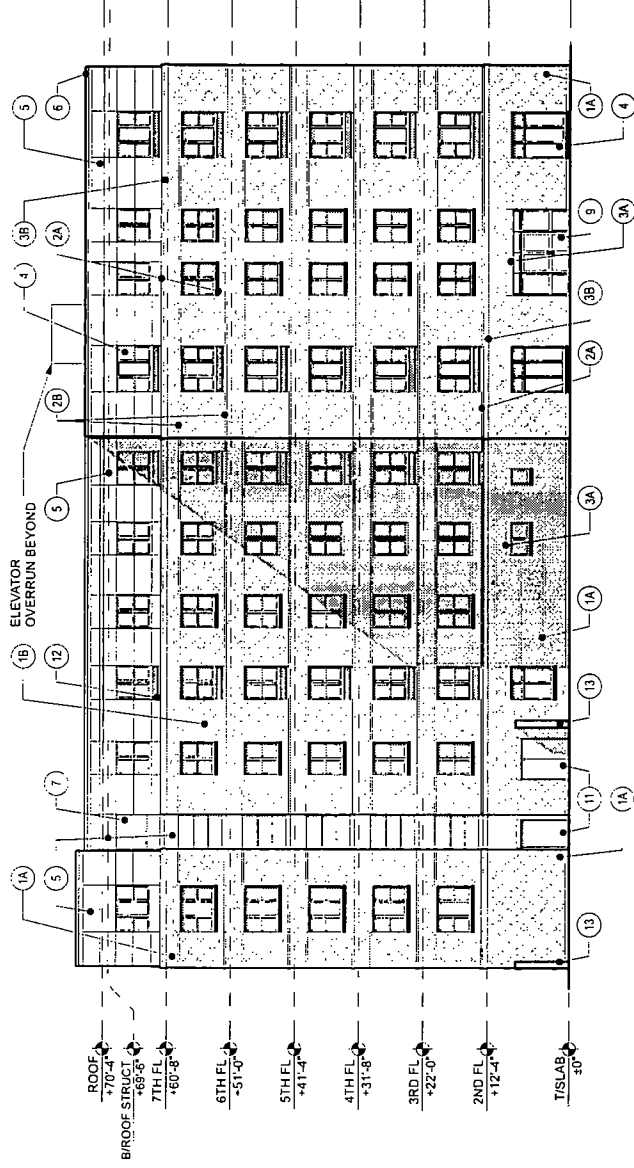 ELEVATOR
OVERRUN BEYOND
1A
5
7
1B
12
5
2B
4
3B
2A
5
6
ROOF
+70'-4"
B/ROOF STRUCT
+69'-6"
7TH FL
+60'-8"
6TH FL
+51'-0"
5TH FL
+41'-4"
4TH FL
+31'-8"
3RD FL
+22'-0"
2ND FL
+12'-4"
T/SLAB
±0"
13
11
1A
13
1A
3A
2A
3B
9
3A
1A
4